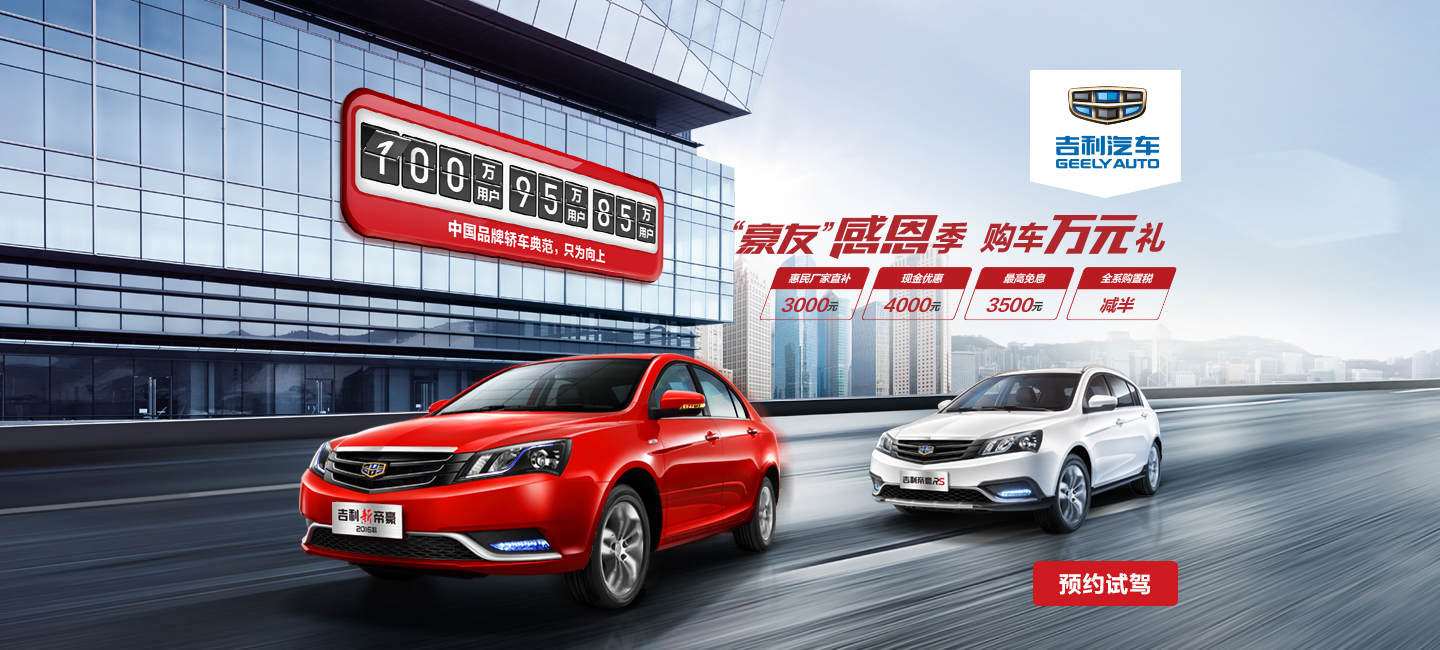 100万用户 95万用户 85万用户
中国品牌轿车典范，只为向上
吉利汽车
GEELY AUTO
“豪友”感恩季 购车万元礼
惠民厂家直补 现金优惠 最高免息 全系购置税
3000元 4000元 3500元 减半
吉利帝豪RS
吉利新帝豪
2016款
预约试驾